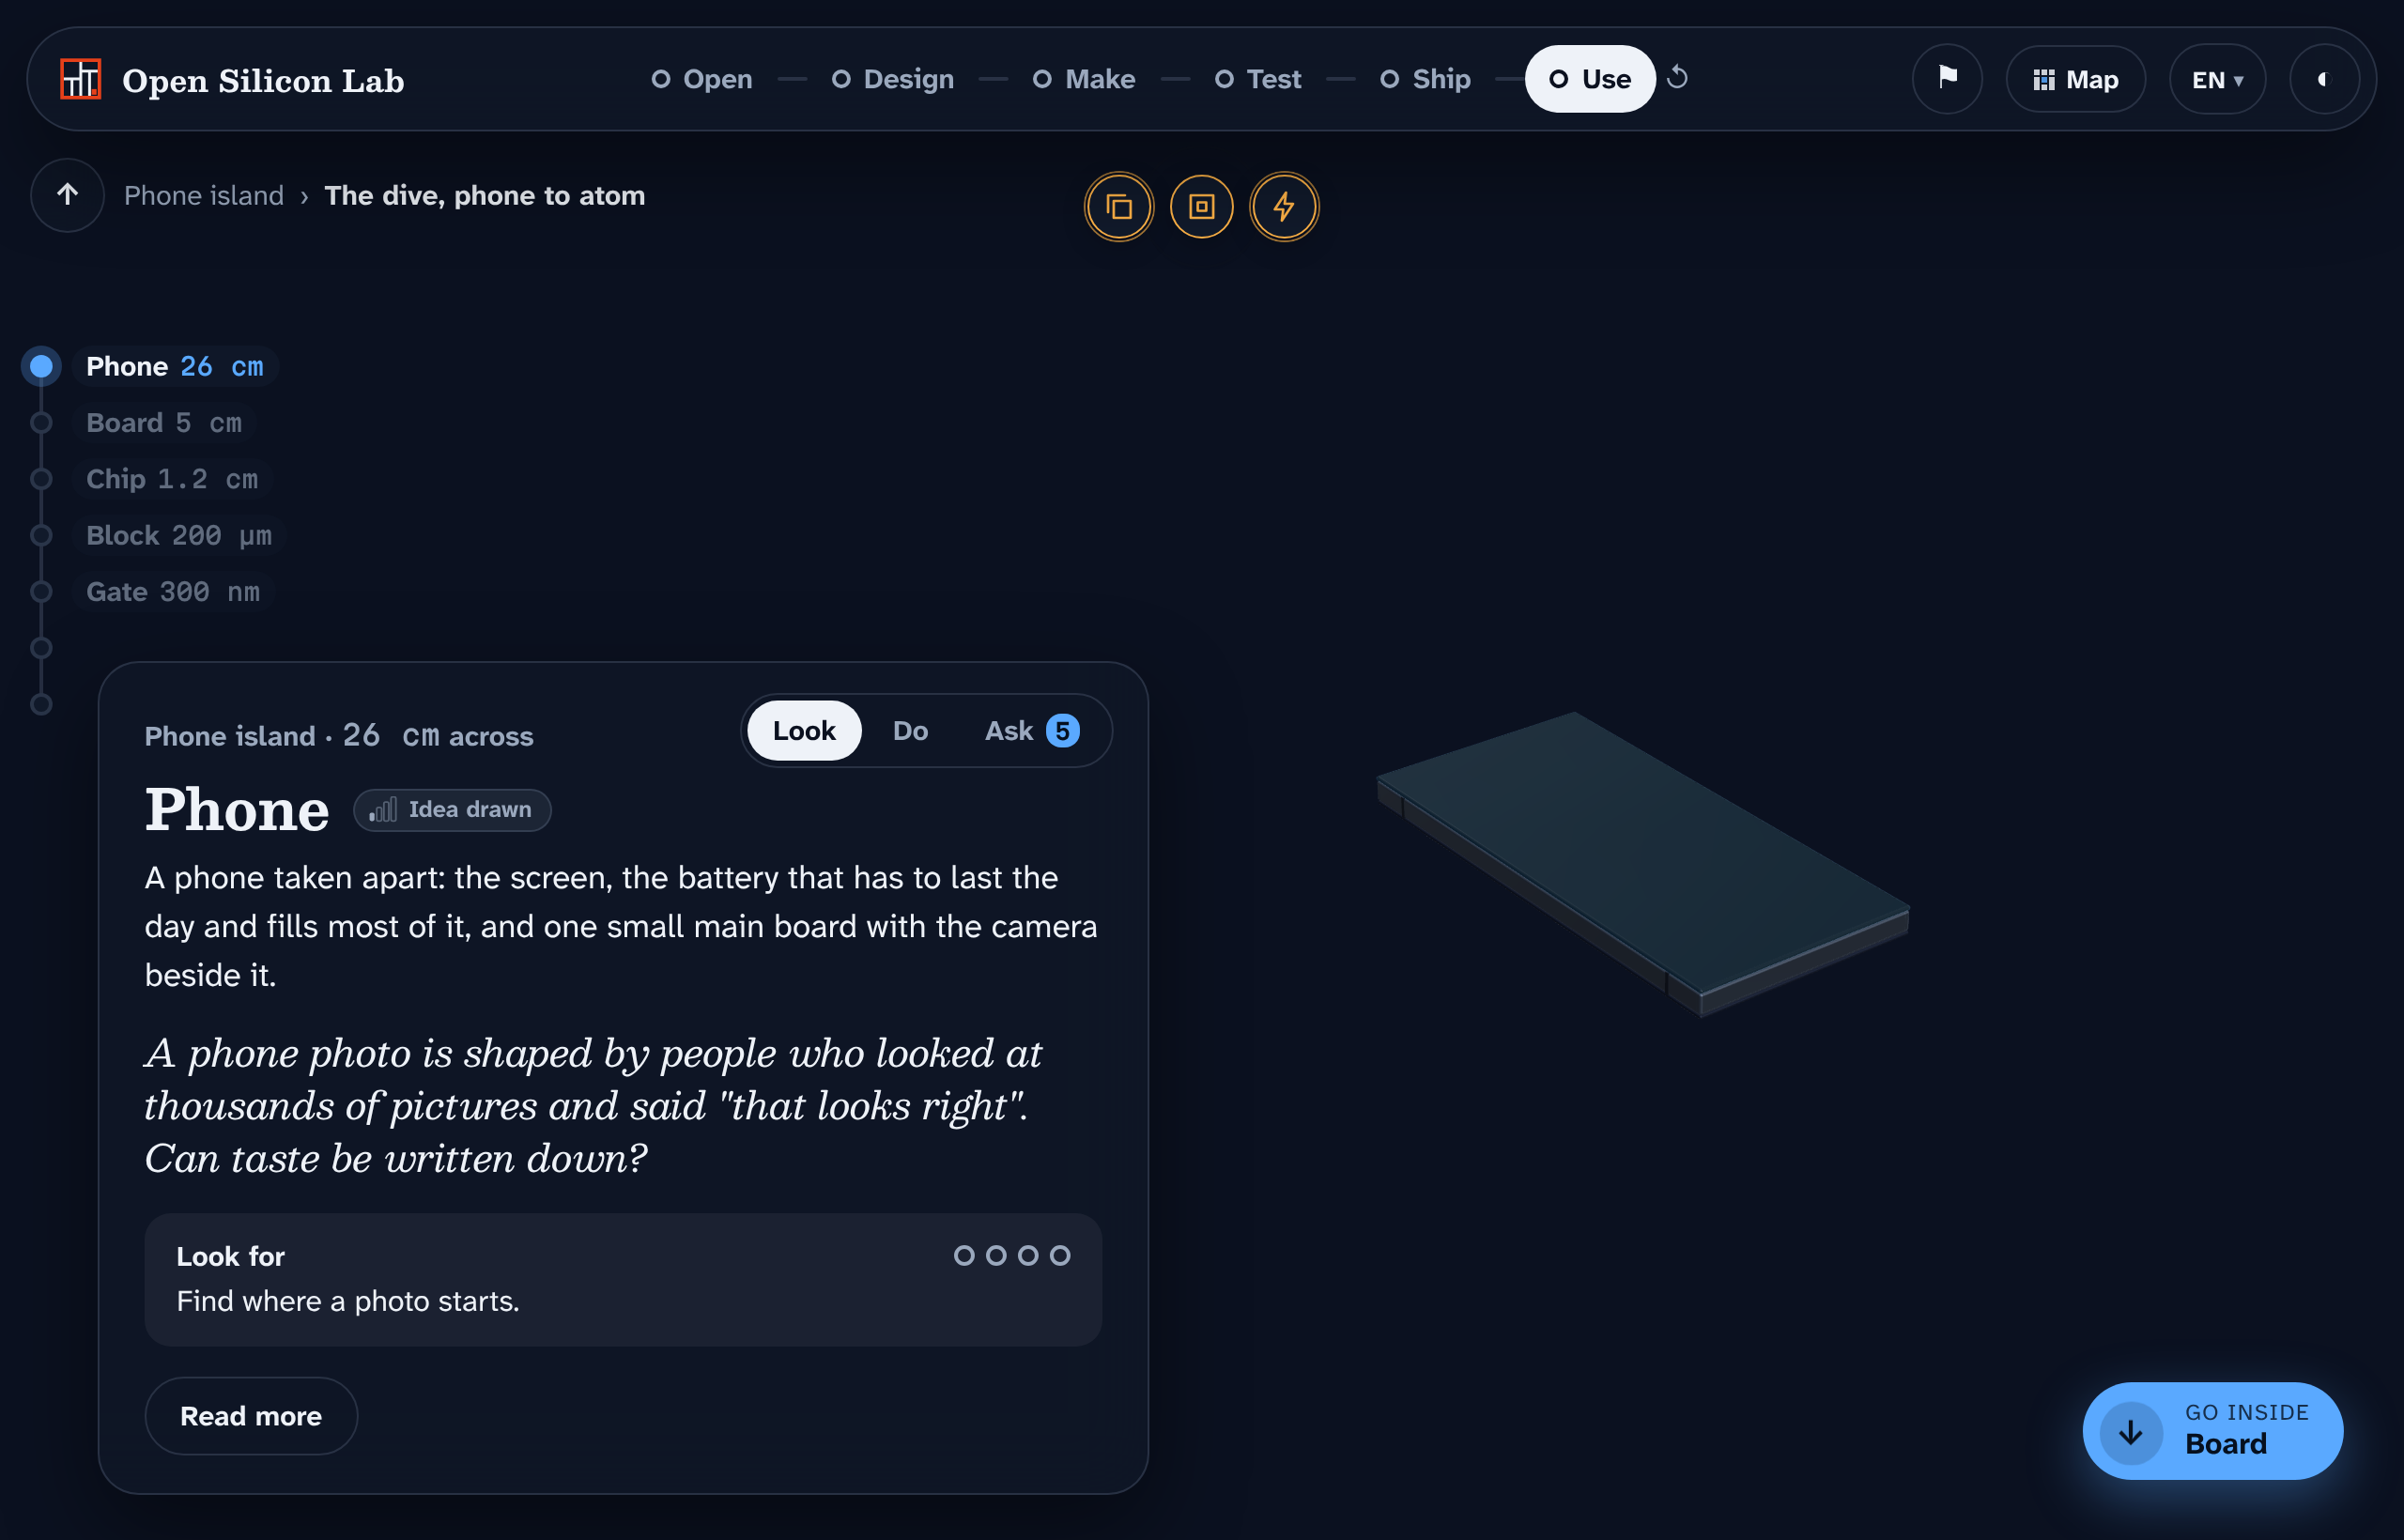 Open Silicon Lab
Open
Design
Make
Test
Ship
Use
Map
EN
Phone island › The dive, phone to atom
Phone 26 cm
Board 5 cm
Chip 1.2 cm
Block 200 µm
Gate 300 nm
Phone island · 26 cm across
Look
Do
Ask 5
Phone
Idea drawn
A phone taken apart: the screen, the battery that has to last the
day and fills most of it, and one small main board with the camera
beside it.
A phone photo is shaped by people who looked at
thousands of pictures and said "that looks right".
Can taste be written down?
Look for
Find where a photo starts.
Read more
GO INSIDE
Board